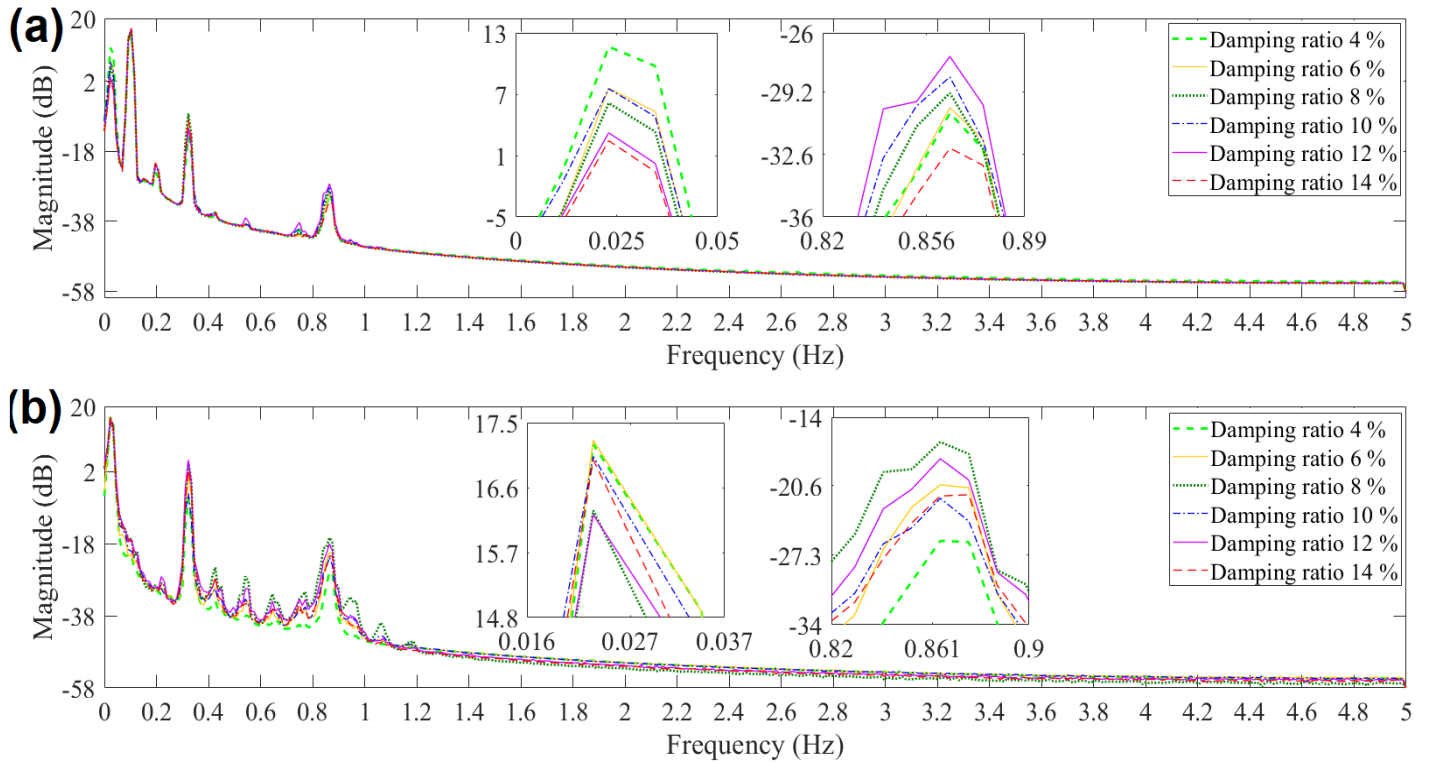 (a)
20
2
-18
-38
-58
Magnitude (dB)
0 0.2 0.4 0.6 0.8 1 1.2 1.4 1.6 1.8 2 2.2 2.4 2.6 2.8 3 3.2 3.4 3.6 3.8 4 4.2 4.4 4.6 4.8 5
Frequency (Hz)
13
7
1
-5
0 0.025 0.05
-26
-29.2
-32.6
-36
0.82 0.856 0.89
Damping ratio 4 %
Damping ratio 6 %
Damping ratio 8 %
Damping ratio 10 %
Damping ratio 12 %
Damping ratio 14 %
(b)
20
2
-18
-38
-58
Magnitude (dB)
0 0.2 0.4 0.6 0.8 1 1.2 1.4 1.6 1.8 2 2.2 2.4 2.6 2.8 3 3.2 3.4 3.6 3.8 4 4.2 4.4 4.6 4.8 5
Frequency (Hz)
17.5
16.6
15.7
14.8
0.016 0.027 0.037
-14
-20.6
-27.3
-34
0.82 0.861 0.9
Damping ratio 4 %
Damping ratio 6 %
Damping ratio 8 %
Damping ratio 10 %
Damping ratio 12 %
Damping ratio 14 %